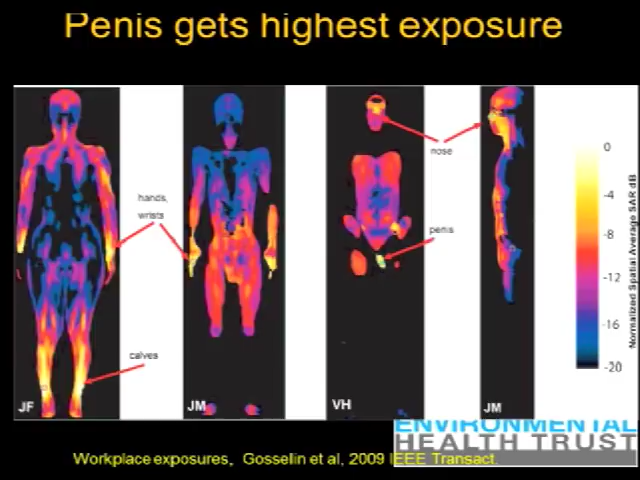 Penis gets highest exposure
hands,
wrists
nose
penis
calves
JF
JM
VH
JM
0
-4
-8
-12
-16
-20
Normalized Spatial Average SAR dB
ENVIRONMENTAL
HEALTH TRUST
Workplace exposures, Gosselin et al, 2009 IEEE Transact.